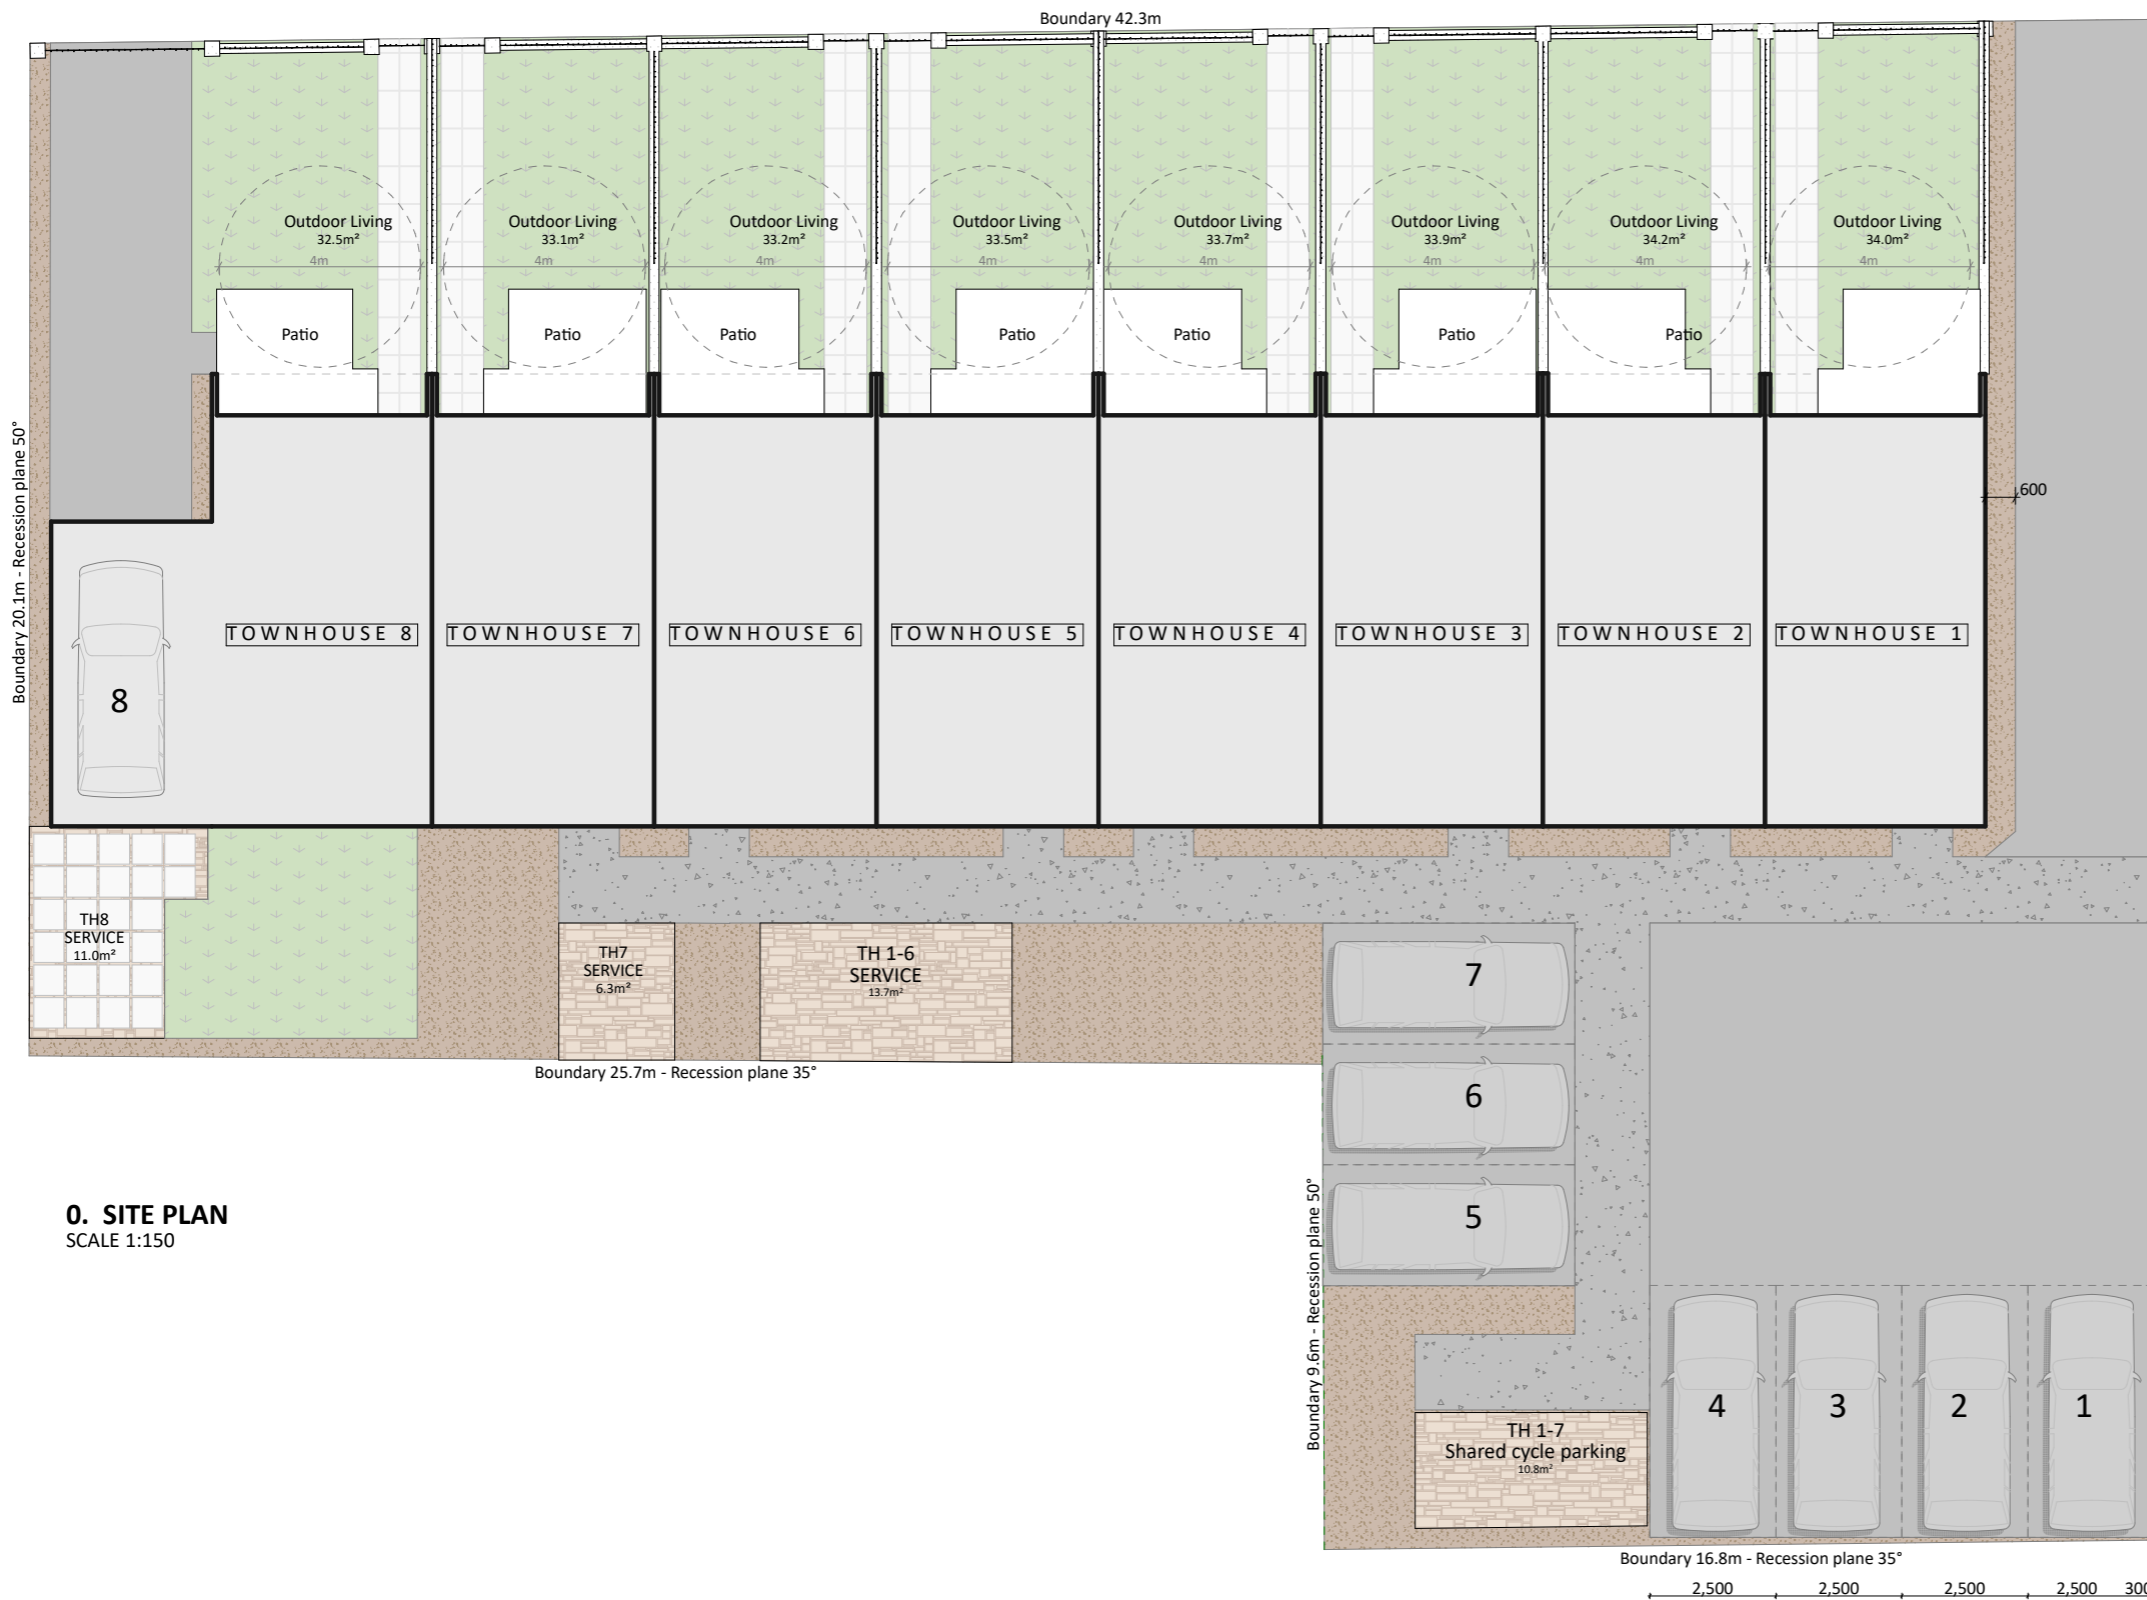 Boundary 42.3m
Outdoor Living
32.5m²
4m
Outdoor Living
33.1m²
4m
Outdoor Living
33.2m²
4m
Outdoor Living
33.5m²
4m
Outdoor Living
33.7m²
4m
Outdoor Living
33.9m²
4m
Outdoor Living
34.2m²
4m
Outdoor Living
34.0m²
4m
Patio
Patio
Patio
Patio
Patio
Patio
Patio
600
Boundary 20.1m - Recession plane 50°
TOWNHOUSE 8
TOWNHOUSE 7
TOWNHOUSE 6
TOWNHOUSE 5
TOWNHOUSE 4
TOWNHOUSE 3
TOWNHOUSE 2
TOWNHOUSE 1
8
TH8
SERVICE
11.0m²
TH7
SERVICE
6.3m²
TH 1-6
SERVICE
13.7m²
7
6
5
Boundary 25.7m - Recession plane 35°
0. SITE PLAN
SCALE 1:150
Boundary 9.6m - Recession plane 50°
4
3
2
1
TH 1-7
Shared cycle parking
10.8m²
Boundary 16.8m - Recession plane 35°
2,500
2,500
2,500
2,500
300